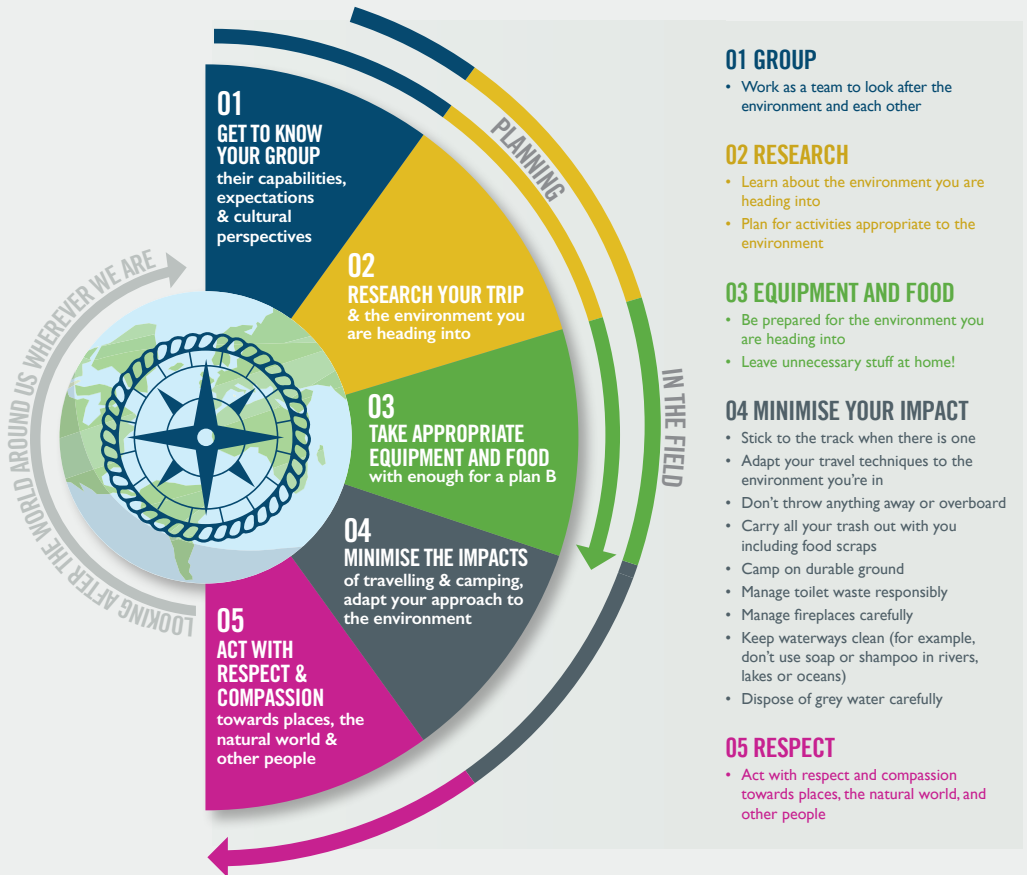 01
GET TO KNOW
YOUR GROUP
their capabilities,
expectations
& cultural
perspectives
02
RESEARCH YOUR TRIP
& the environment you
are heading into
03
TAKE APPROPRIATE
EQUIPMENT AND FOOD
with enough for a plan B
04
MINIMISE THE IMPACTS
of travelling & camping,
adapt your approach to
the environment
05
ACT WITH
RESPECT &
COMPASSION
towards places, the
natural world &
other people
PLANNING
IN THE FIELD
LOOKING AFTER THE WORLD AROUND US WHEREVER WE ARE
01 GROUP
• Work as a team to look after the
environment and each other
02 RESEARCH
• Learn about the environment you are
heading into
• Plan for activities appropriate to the
environment
03 EQUIPMENT AND FOOD
• Be prepared for the environment you
are heading into
• Leave unnecessary stuff at home!
04 MINIMISE YOUR IMPACT
• Stick to the track when there is one
• Adapt your travel techniques to the
environment you're in
• Don't throw anything away or overboard
• Carry all your trash out with you
including food scraps
• Camp on durable ground
• Manage toilet waste responsibly
• Manage fireplaces carefully
• Keep waterways clean (for example,
don't use soap or shampoo in rivers,
lakes or oceans)
• Dispose of grey water carefully
05 RESPECT
• Act with respect and compassion
towards places, the natural world, and
other people